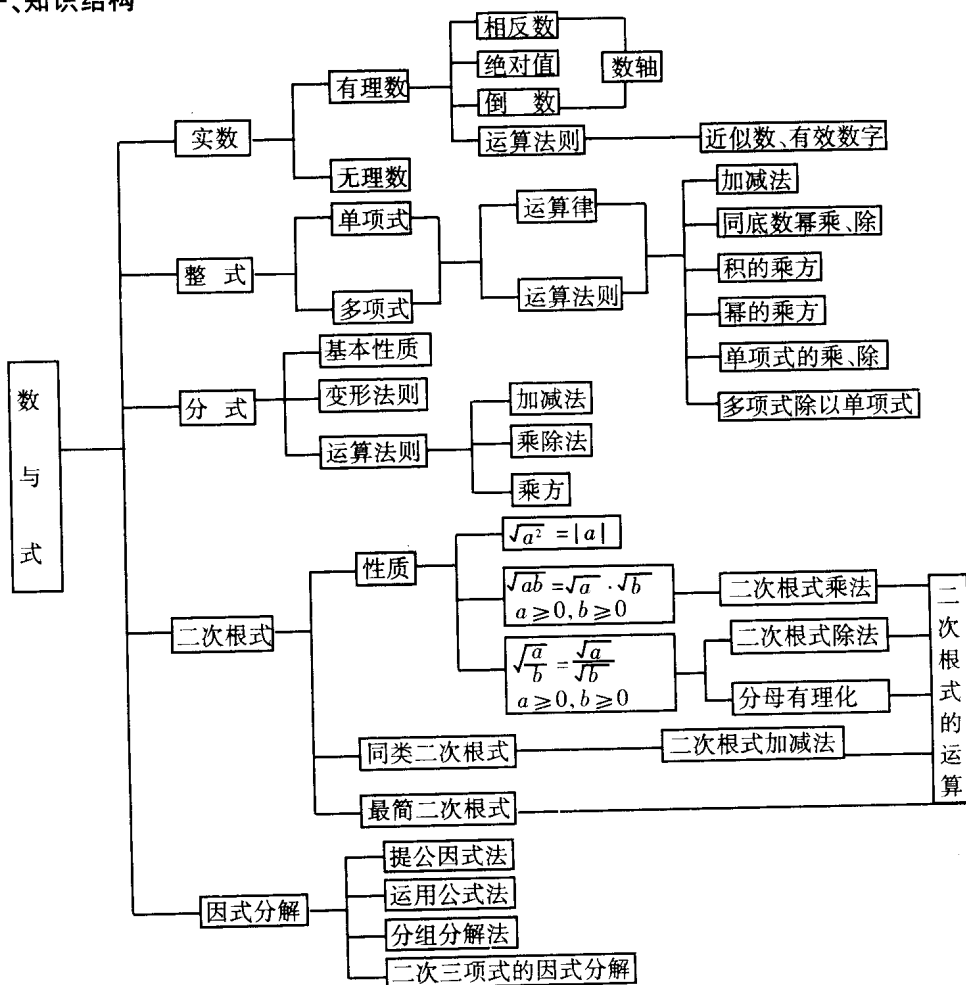 一、知识结构
数与式
实数
有理数
相反数
绝对值
倒 数
数轴
运算法则
近似数、有效数字
无理数
整 式
单项式
多项式
运算律
运算法则
加减法
同底数幂乘、除
积的乘方
幂的乘方
单项式的乘、除
多项式除以单项式
分 式
基本性质
变形法则
运算法则
加减法
乘除法
乘方
二次根式
性质
√a² = |a|
√ab = √a · √b
a ≥ 0, b ≥ 0
二次根式乘法
√(a/b) = √a/√b
a ≥ 0, b ≥ 0
二次根式除法
分母有理化
同类二次根式
二次根式加减法
最简二次根式
二次根式的运算
因式分解
提公因式法
运用公式法
分组分解法
二次三项式的因式分解